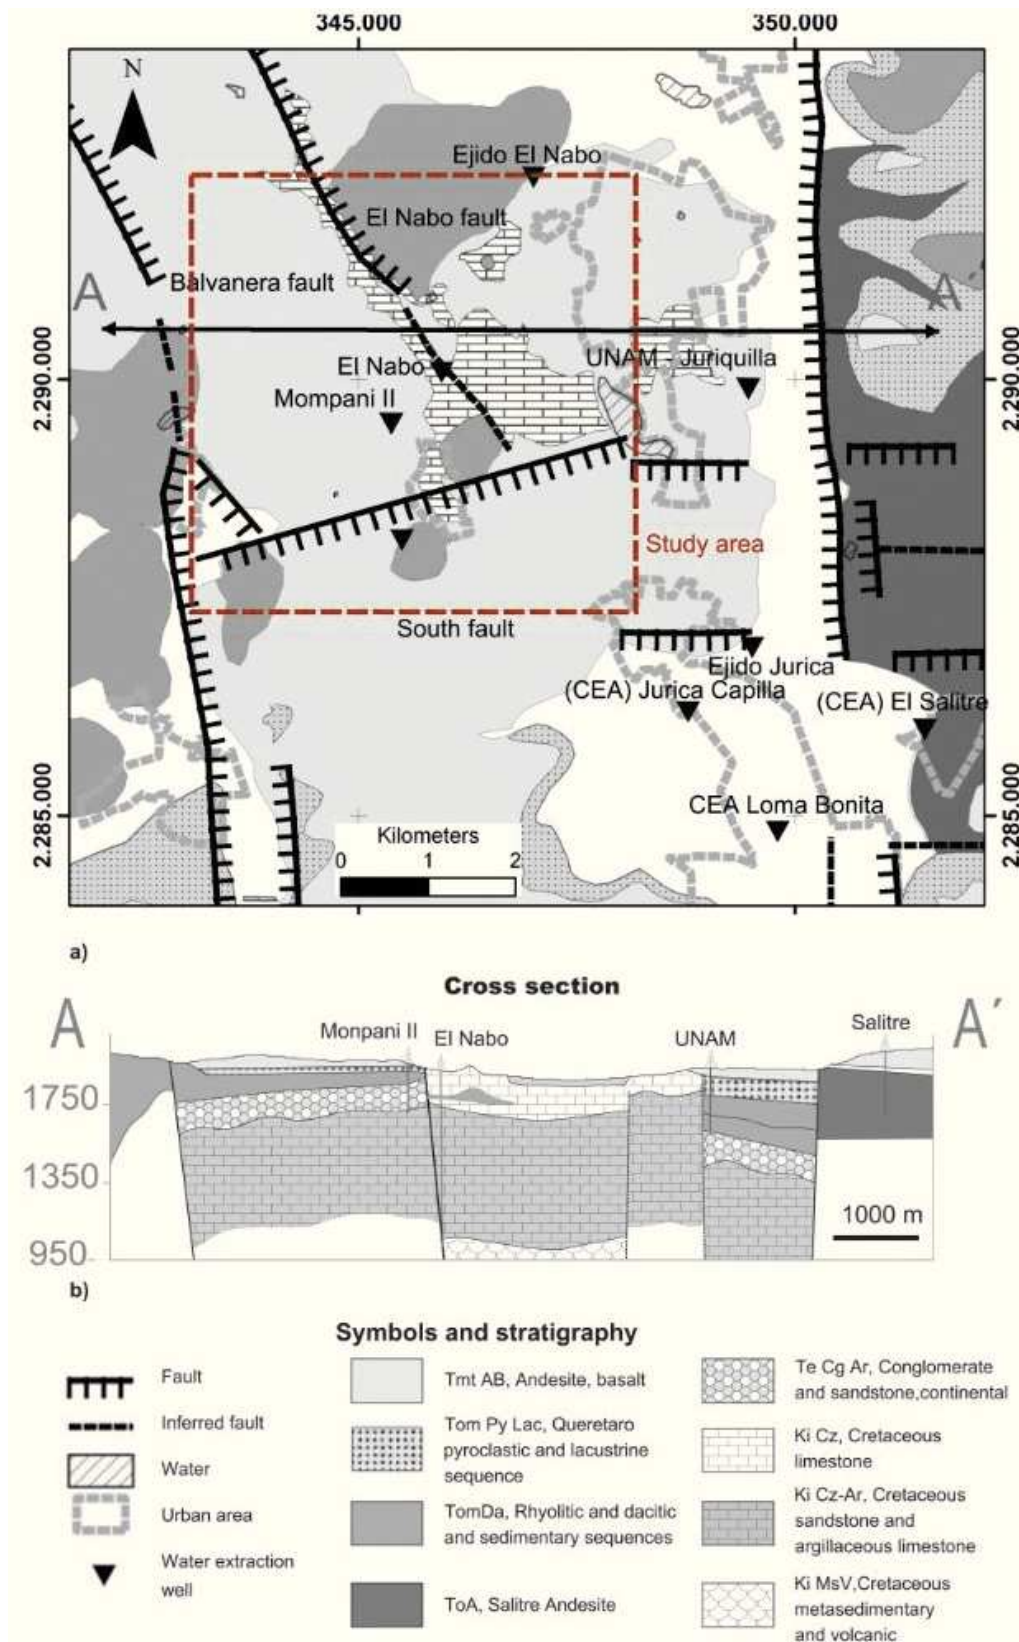 345.000
350.000
N
Ejido El Nabo
El Nabo fault
Balvanera fault
A
A
UNAM - Juriquilla
El Nabo
Mompani II
2.290.000
2.290.000
Study area
South fault
Ejido Jurica
(CEA) Jurica Capilla
(CEA) El Salitre
CEA Loma Bonita
2.285.000
2.285.000
Kilometers
0 1 2
a)
Cross section
A
A´
Monpani II
El Nabo
UNAM
Salitre
1750
1350
950
1000 m
b)
Symbols and stratigraphy
Fault
Inferred fault
Water
Urban area
Water extraction
well
Tmt AB, Andesite, basalt
Tom Py Lac, Queretaro
pyroclastic and lacustrine
sequence
TomDa, Rhyolitic and dacitic
and sedimentary sequences
ToA, Salitre Andesite
Te Cg Ar, Conglomerate
and sandstone,continental
Ki Cz, Cretaceous
limestone
Ki Cz-Ar, Cretaceous
sandstone and
argillaceous limestone
Ki MsV,Cretaceous
metasedimentary
and volcanic